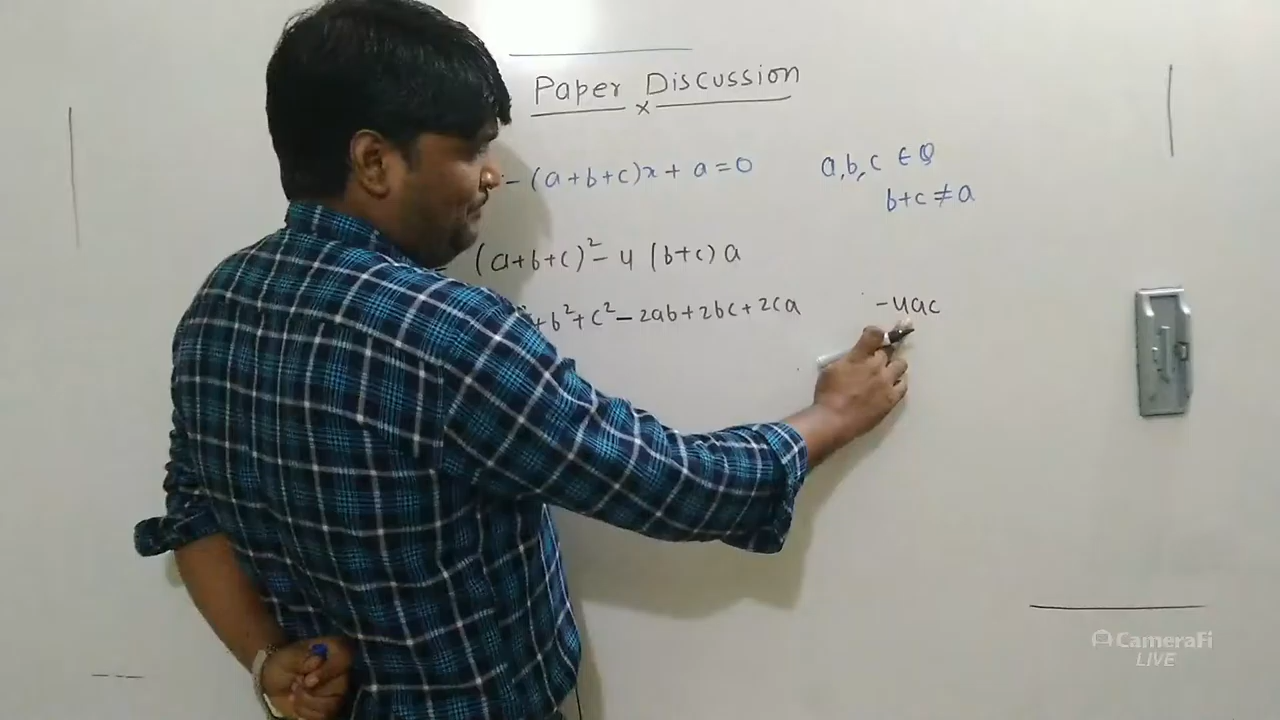 Paper Discussion
x
- (a+b+c)x + a = 0
a,b,c ∈ Q
b+c ≠ a
= (a+b+c)² - 4 (b+c) a
+b²+c² - 2ab + 2bc + 2ca
-4ac
CameraFi
LIVE